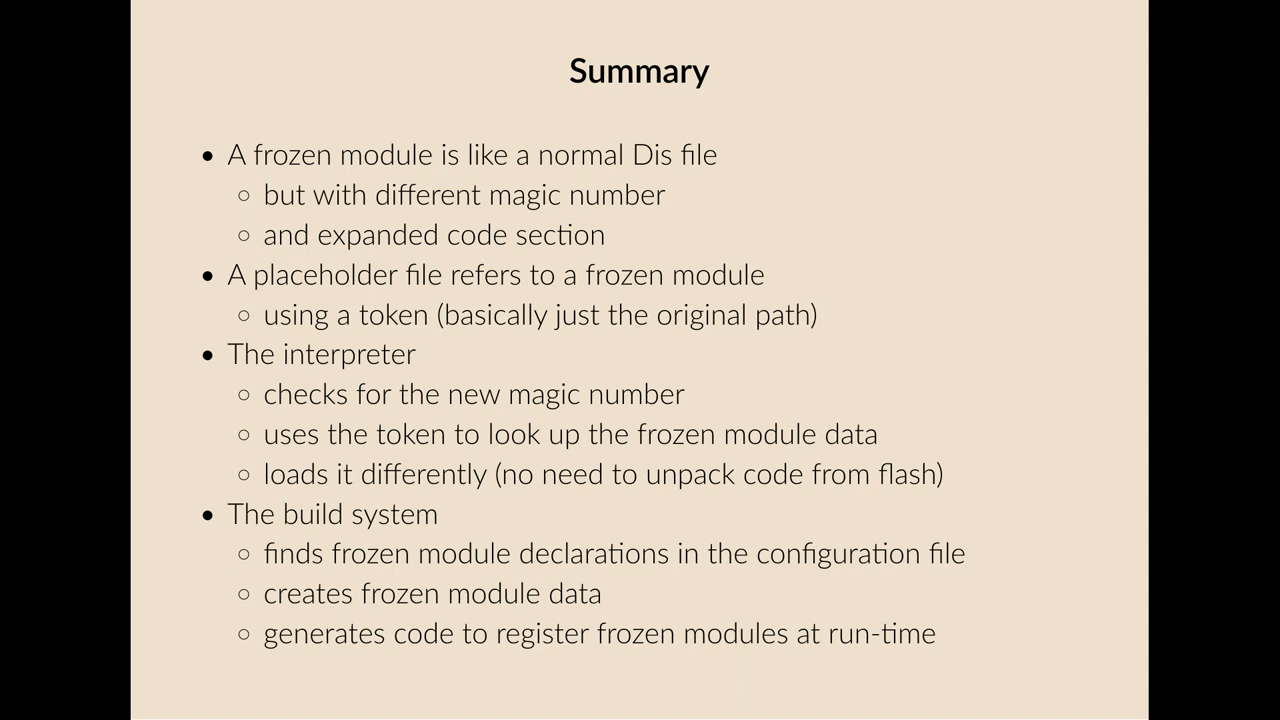 Summary
• A frozen module is like a normal Dis file
○ but with different magic number
○ and expanded code section
• A placeholder file refers to a frozen module
○ using a token (basically just the original path)
• The interpreter
○ checks for the new magic number
○ uses the token to look up the frozen module data
○ loads it differently (no need to unpack code from flash)
• The build system
○ finds frozen module declarations in the configuration file
○ creates frozen module data
○ generates code to register frozen modules at run-time